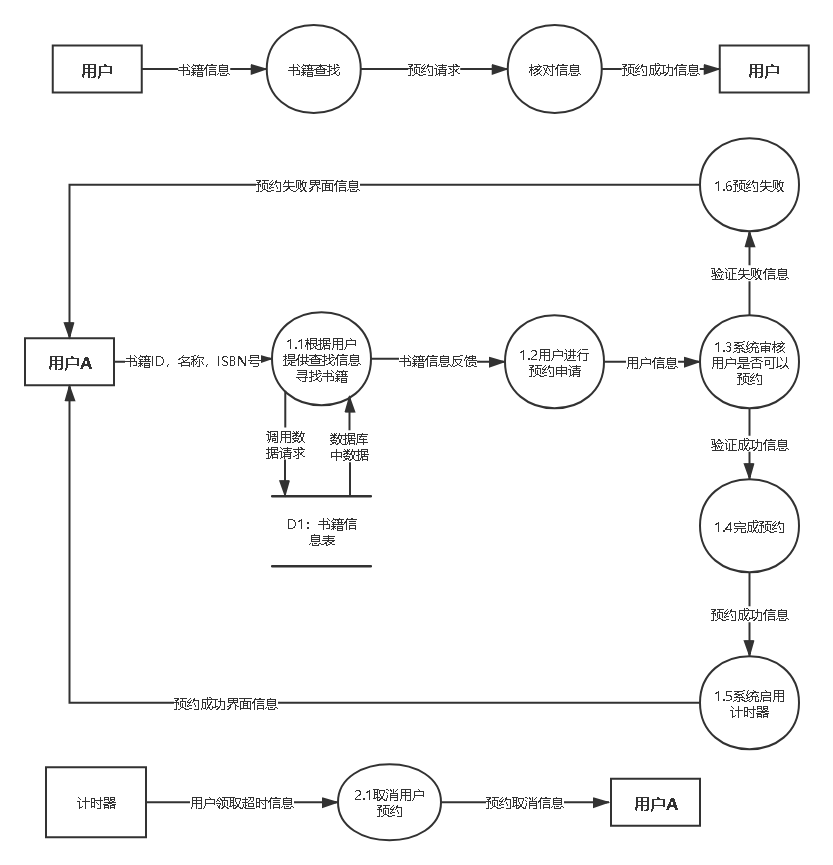 用户
书籍信息
书籍查找
预约请求
核对信息
预约成功信息
用户
预约失败界面信息
1.6预约失败
验证失败信息
用户A
书籍ID，名称，ISBN号
1.1根据用户
提供查找信息
寻找书籍
书籍信息反馈
1.2用户进行
预约申请
用户信息
1.3系统审核
用户是否可以
预约
调用数
据请求
数据库
中数据
验证成功信息
D1：书籍信
息表
1.4完成预约
预约成功信息
预约成功界面信息
1.5系统启用
计时器
计时器
用户领取超时信息
2.1取消用户
预约
预约取消信息
用户A